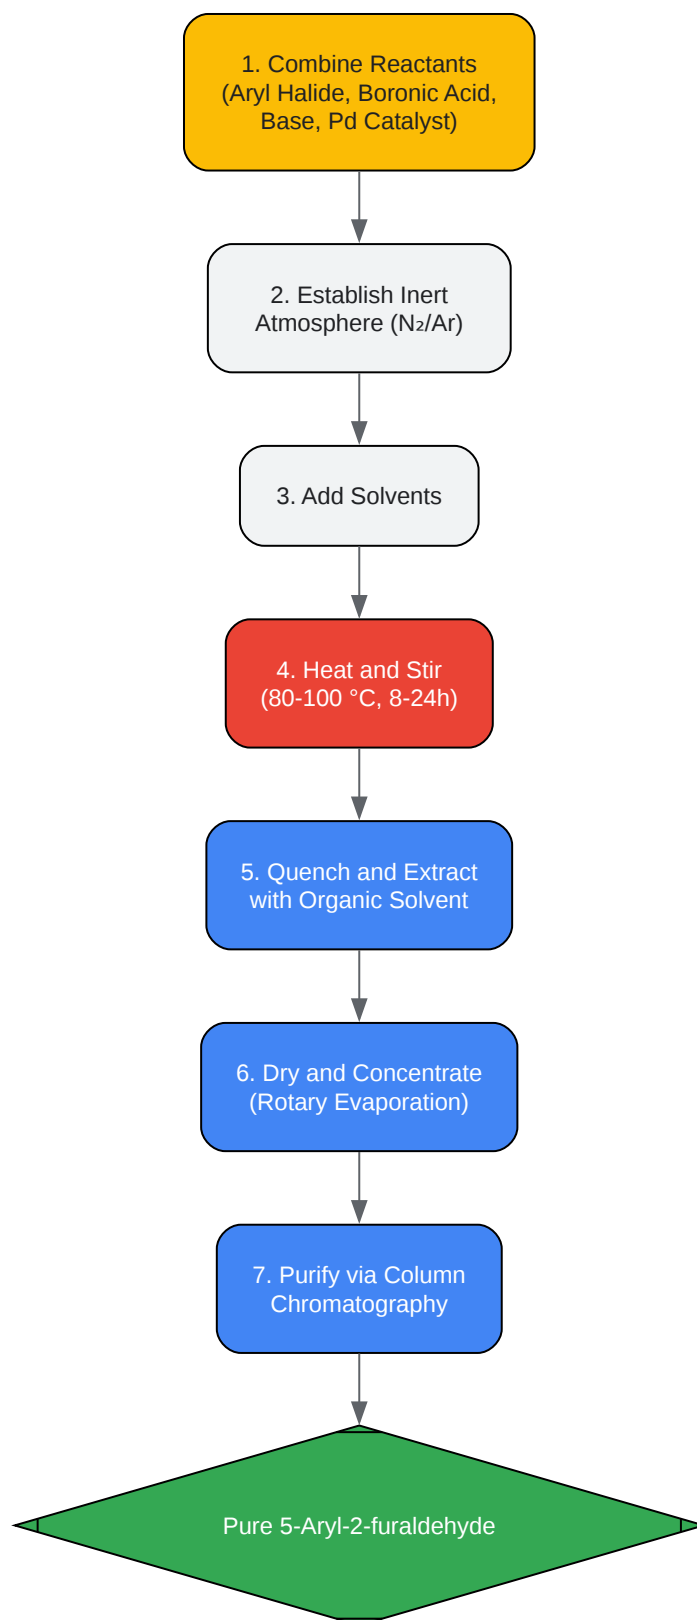 1. Combine Reactants
(Aryl Halide, Boronic Acid,
Base, Pd Catalyst)
2. Establish Inert
Atmosphere (N₂/Ar)
3. Add Solvents
4. Heat and Stir
(80-100 °C, 8-24h)
5. Quench and Extract
with Organic Solvent
6. Dry and Concentrate
(Rotary Evaporation)
7. Purify via Column
Chromatography
Pure 5-Aryl-2-furaldehyde